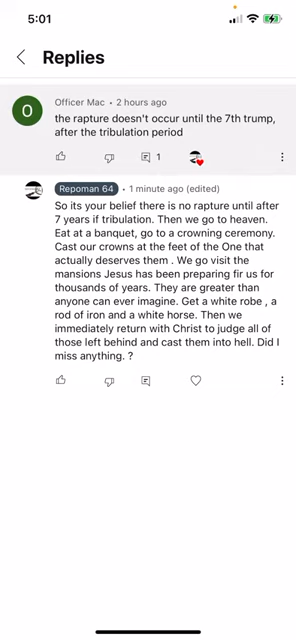 5:01
Replies
O
Officer Mac • 2 hours ago
the rapture doesn't occur until the 7th trump,
after the tribulation period
1
Repoman 64 • 1 minute ago (edited)
So its your belief there is no rapture until after
7 years if tribulation. Then we go to heaven.
Eat at a banquet, go to a crowning ceremony.
Cast our crowns at the feet of the One that
actually deserves them . We go visit the
mansions Jesus has been preparing fir us for
thousands of years. They are greater than
anyone can ever imagine. Get a white robe , a
rod of iron and a white horse. Then we
immediately return with Christ to judge all of
those left behind and cast them into hell. Did I
miss anything. ?